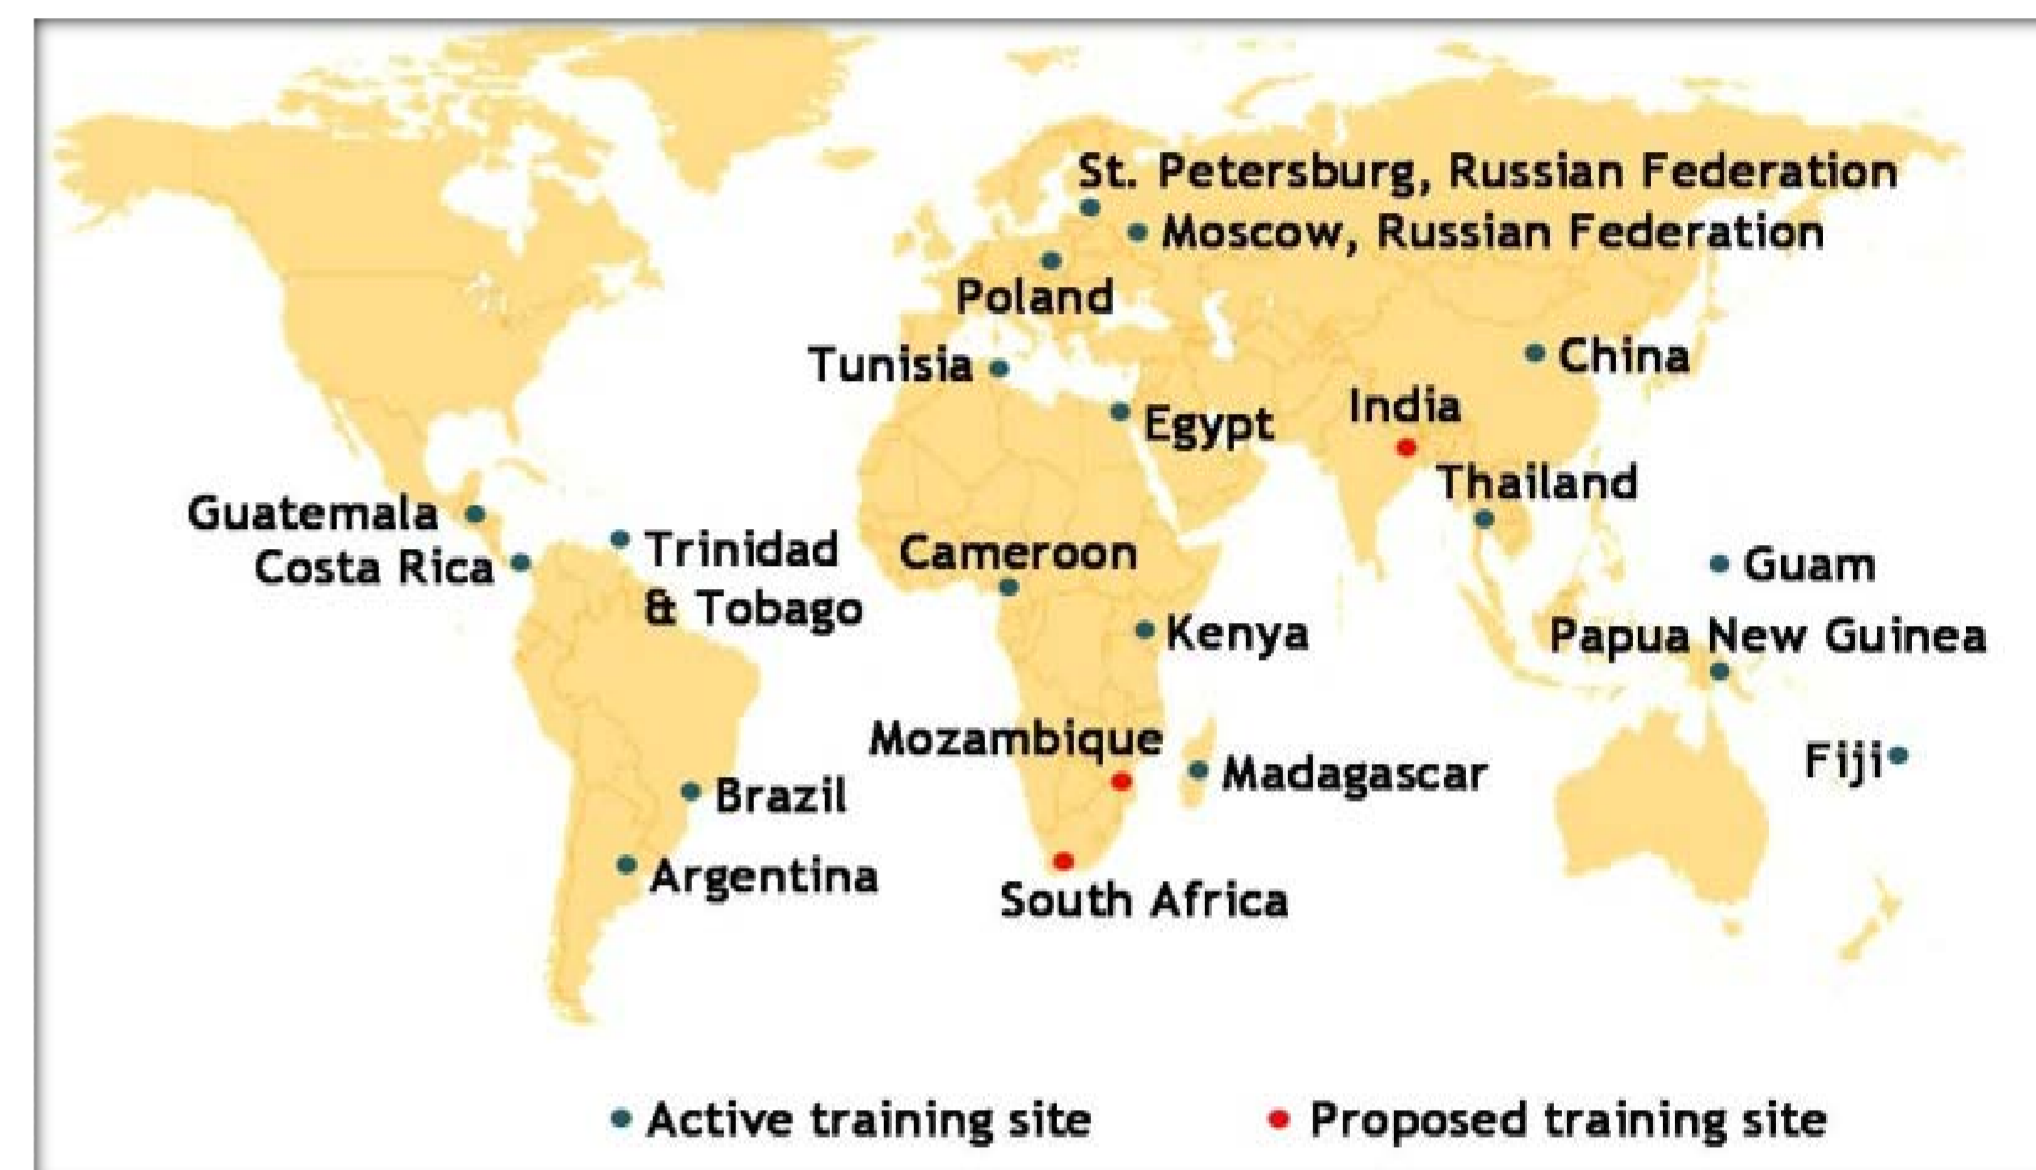 St. Petersburg, Russian Federation
Moscow, Russian Federation
Poland
Tunisia
China
India
Egypt
Thailand
Guatemala
Trinidad
& Tobago
Cameroon
Costa Rica
Guam
Kenya
Papua New Guinea
Mozambique
Madagascar
Fiji
Brazil
Argentina
South Africa
Active training site
Proposed training site